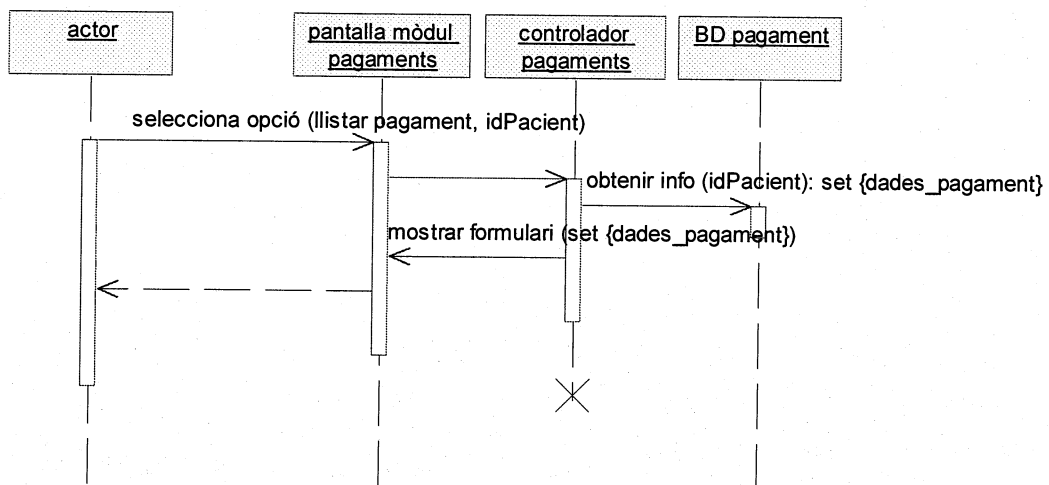 actor
pantalla mòdul
pagaments
controlador
pagaments
BD pagament
selecciona opció (llistar pagament, idPacient)
obtenir info (idPacient): set {dades_pagament}
mostrar formulari (set {dades_pagament})